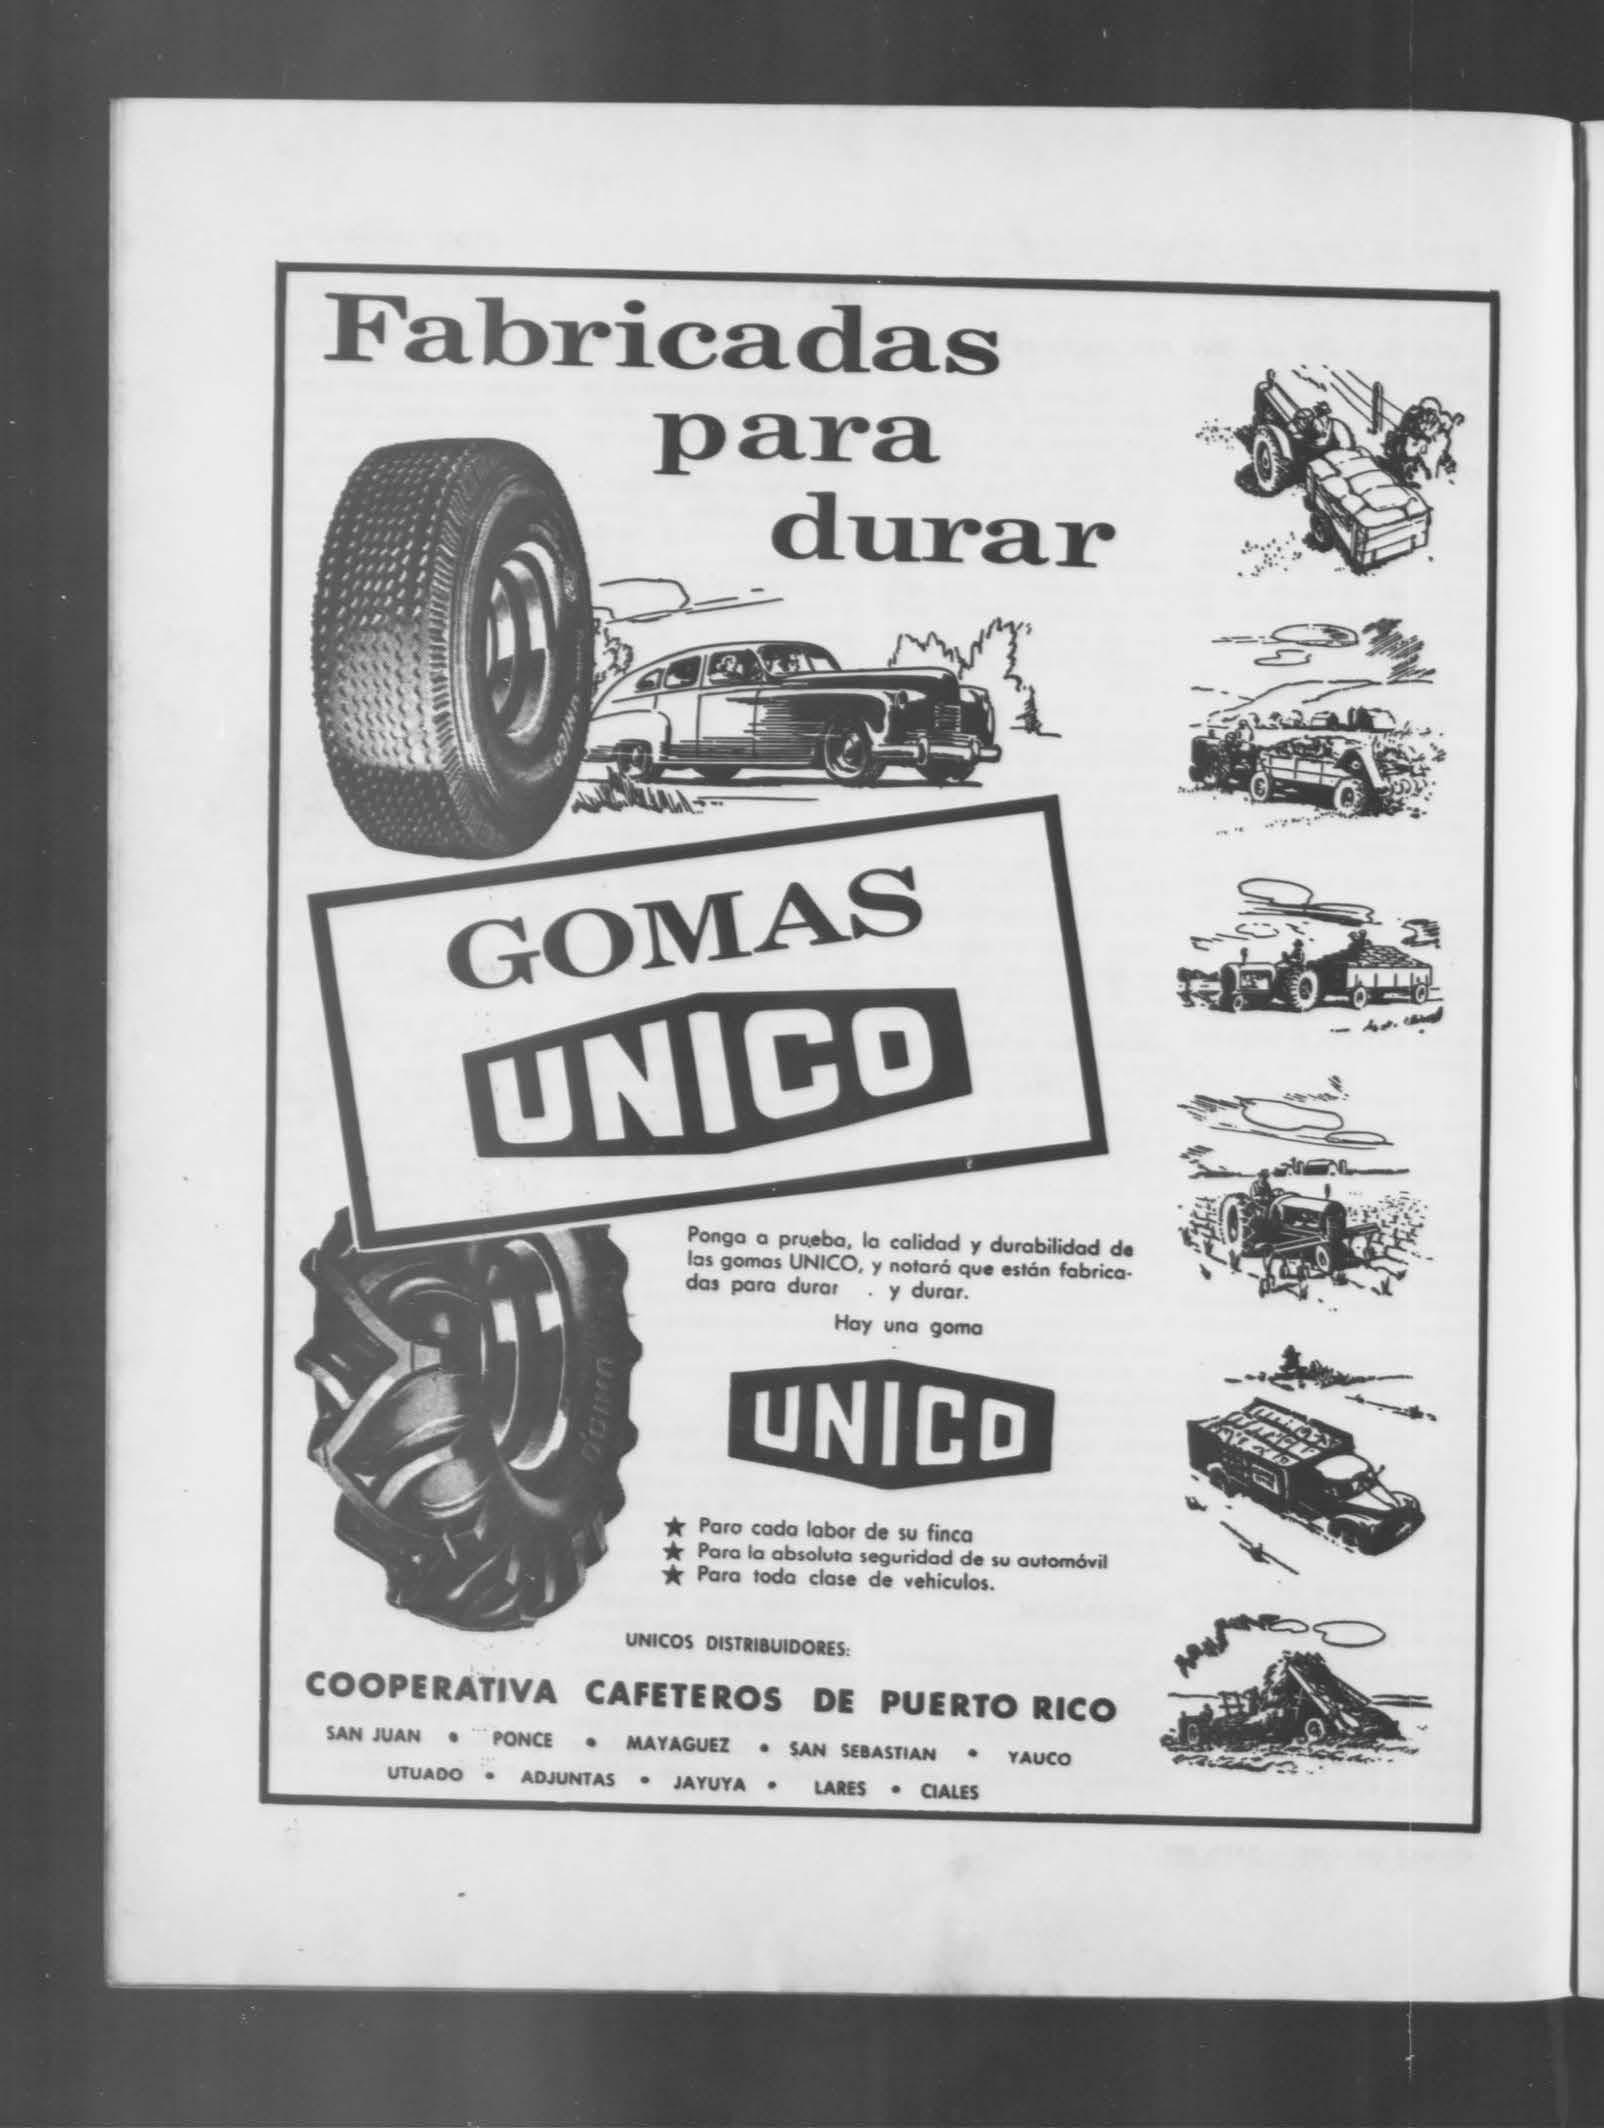 Fabricadas
para
durar
UNICO
GOMAS
UNICO
Ponga a prueba, la calidad y durabilidad de
las gomas UNICO, y notará que están fabrica-
das para durar . y durar.
Hay una goma
UNICO
UNICO
★ Para cada labor de su finca
★ Para la absoluta seguridad de su automóvil
★ Para toda clase de vehiculos.
UNICOS DISTRIBUIDORES:
COOPERATIVA CAFETEROS DE PUERTO RICO
SAN JUAN • PONCE • MAYAGUEZ • SAN SEBASTIAN • YAUCO
UTUADO • ADJUNTAS • JAYUYA • LARES • CIALES